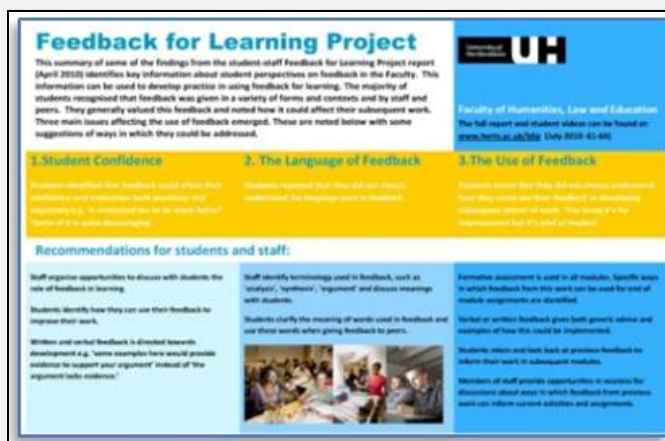 Feedback for Learning Project
This summary of some of the findings from the student-staff Feedback for Learning Project report
(April 2010) identifies key information about student perspectives on feedback in the Faculty. This
information can be used to develop practice in using feedback for learning. The majority of
students recognised that feedback was given in a variety of forms and contexts and by staff and
peers. They generally valued this feedback and noted how it could affect their subsequent work.
Three main issues affecting the use of feedback emerged. These are noted below with some
suggestions of ways in which they could be addressed.
University of
Hertfordshire
UH
Faculty of Humanities, Law and Education
The full report and student videos can be found at:
1.Student Confidence
Students identified that feedback could affect their
confidence and motivation both positively and
negatively e.g. 'It motivated me to do much better'
'Some of it is quite discouraging'.
2. The Language of Feedback
Students reported that they did not always
understand the language used in feedback.
3.The Use of Feedback
Students noted that they did not always understand
how they could use their feedback in developing
subsequent pieces of work.
Recommendations for students and staff:
Staff organise opportunities to discuss with students the
role of feedback in learning.
Students identify how they can use their feedback to
improve their work.
Written and verbal feedback is directed towards
development e.g. 'some examples here would provide
evidence to support your argument' instead of 'the
argument lacks evidence.'
Staff identify terminology used in feedback, such as
'analysis', 'synthesis', 'argument' and discuss meanings
with students.
Students clarify the meaning of words used in feedback and
use these words when giving feedback to peers.
Formative assessment is used in all modules. Specific ways
in which feedback from this work can be used for end of
module assignments are identified.
Verbal or written feedback gives both generic advice and
examples of how this could be implemented.
Students retain and look back at previous feedback to
inform their work in subsequent modules.
Members of staff provide opportunities in sessions for
discussions about ways in which feedback from previous
work can inform current activities and assignments.